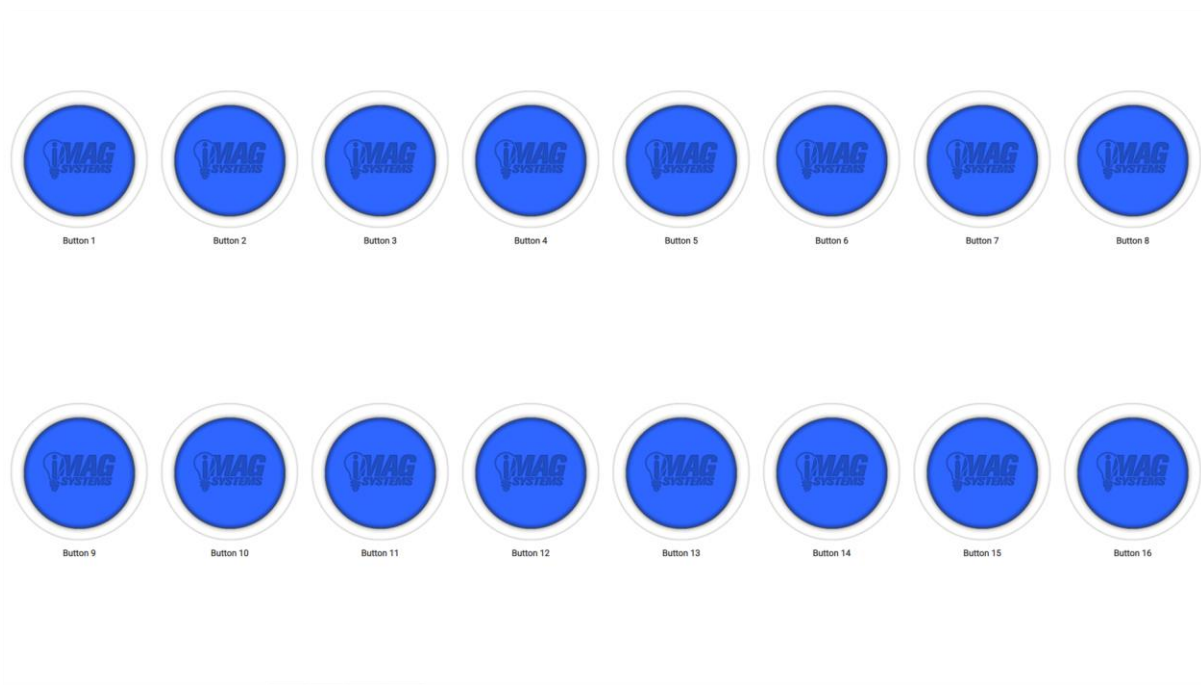 iMAG iMAG iMAG iMAG iMAG iMAG iMAG iMAG
SYSTEMS SYSTEMS SYSTEMS SYSTEMS SYSTEMS SYSTEMS SYSTEMS SYSTEMS
Button 1 Button 2 Button 3 Button 4 Button 5 Button 6 Button 7 Button 8
iMAG iMAG iMAG iMAG iMAG iMAG iMAG iMAG
SYSTEMS SYSTEMS SYSTEMS SYSTEMS SYSTEMS SYSTEMS SYSTEMS SYSTEMS
Button 9 Button 10 Button 11 Button 12 Button 13 Button 14 Button 15 Button 16